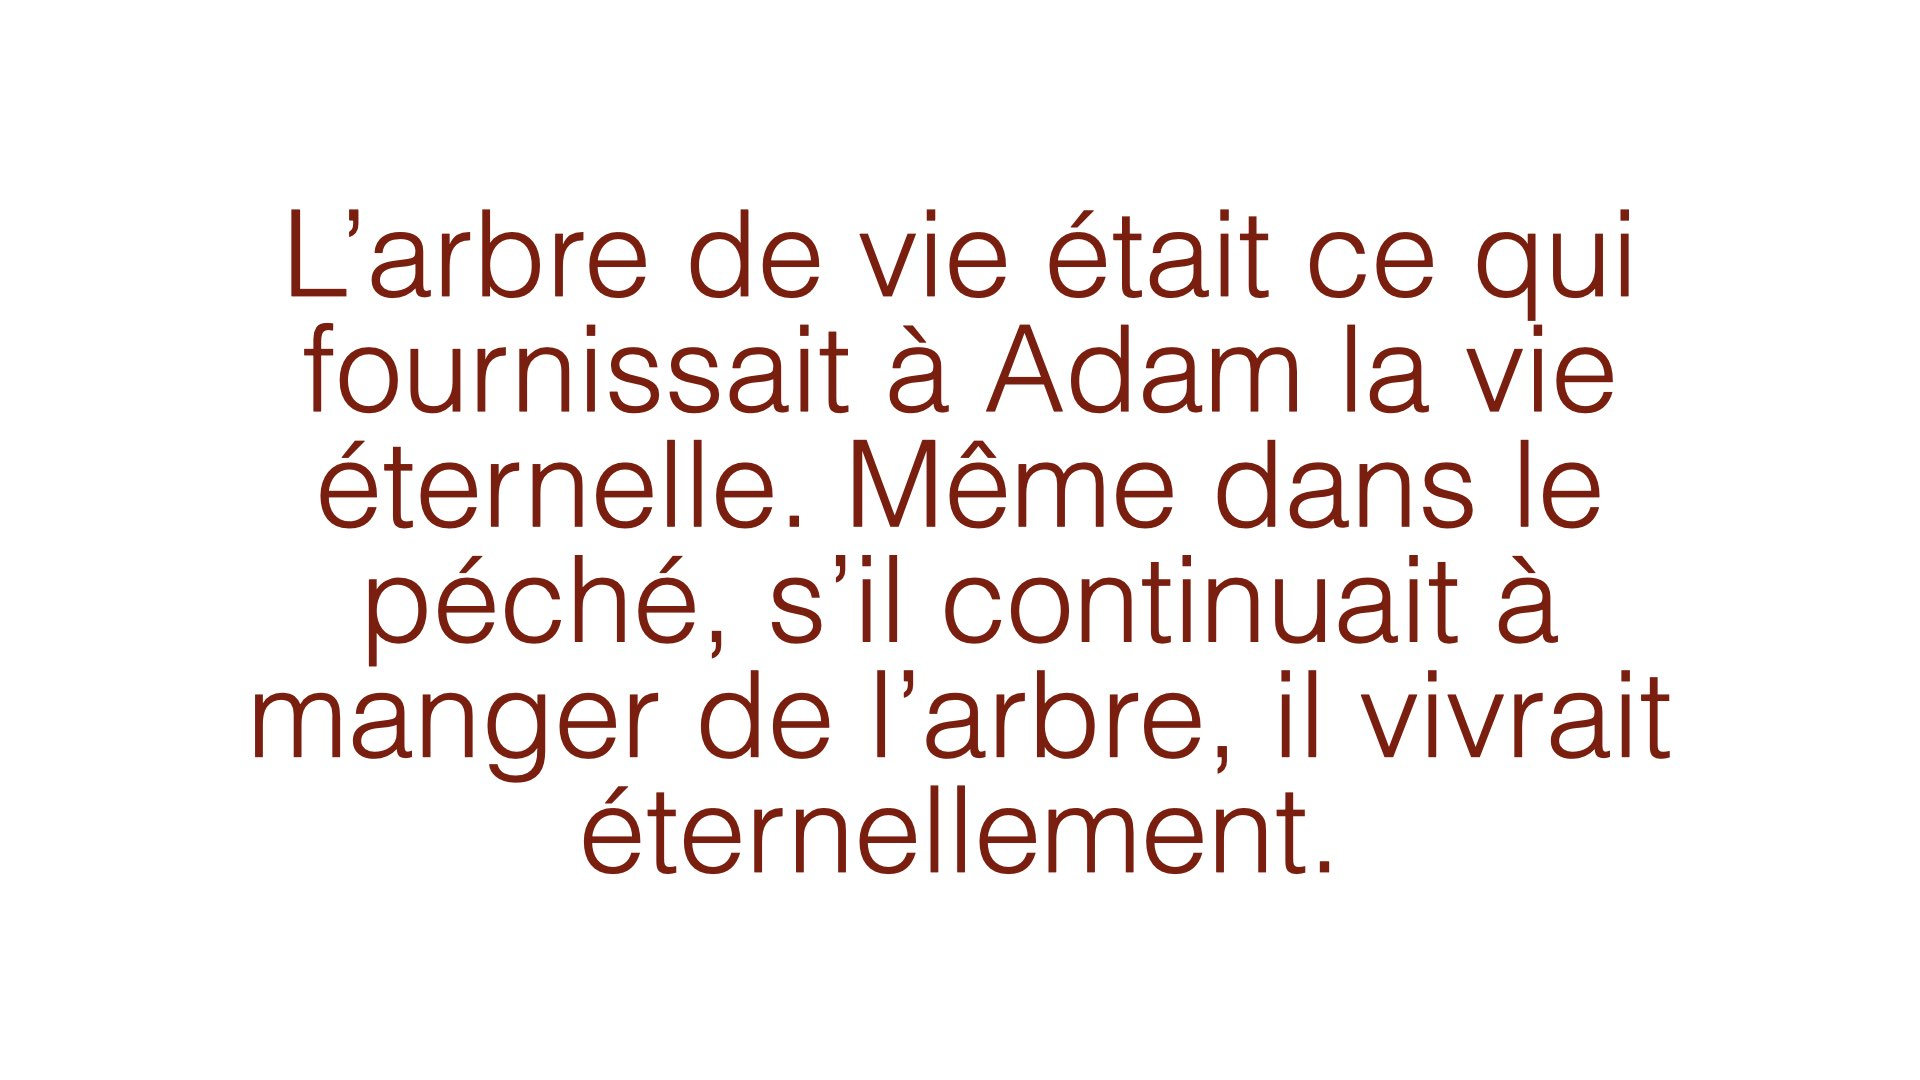 L’arbre de vie était ce qui
fournissait à Adam la vie
éternelle. Même dans le
péché, s’il continuait à
manger de l’arbre, il vivrait
éternellement.